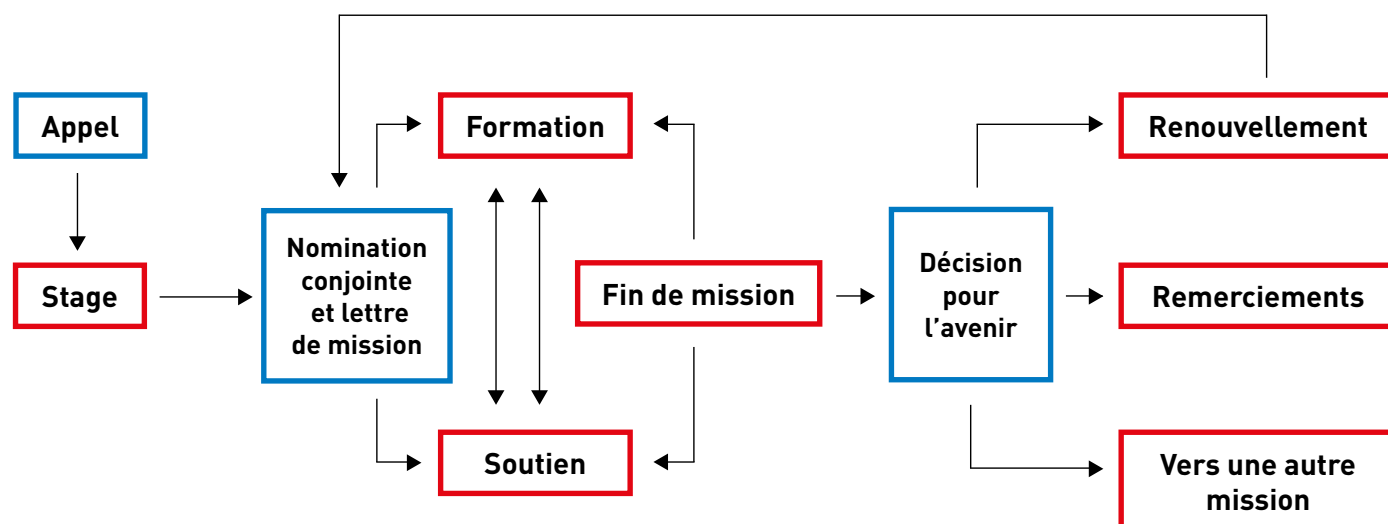 Appel
Stage
Nomination
conjointe
et lettre
de mission
Formation
Soutien
Fin de mission
Décision
pour
l’avenir
Renouvellement
Remerciements
Vers une autre
mission